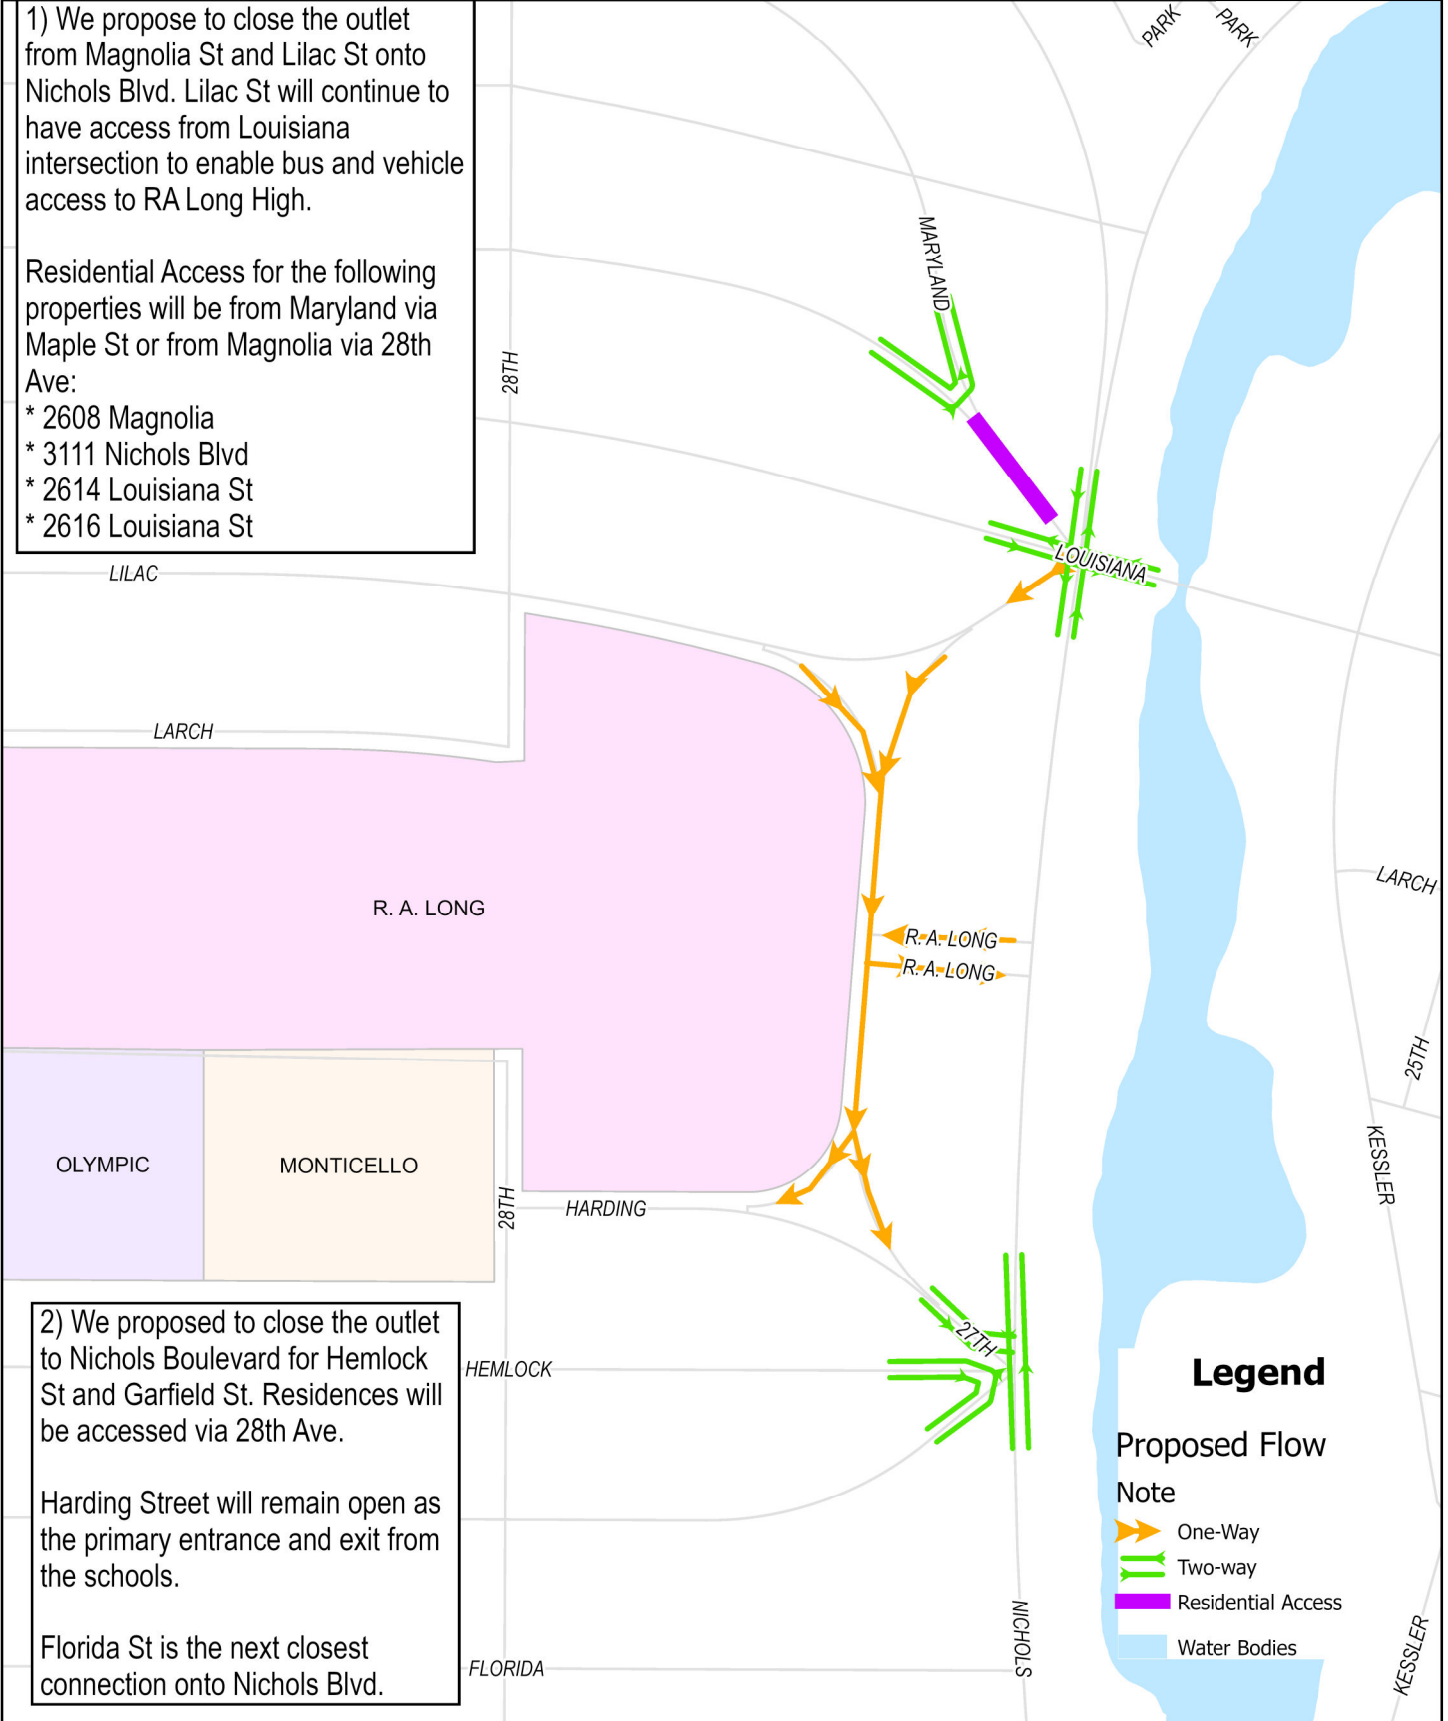 1) We propose to close the outlet
from Magnolia St and Lilac St onto
Nichols Blvd. Lilac St will continue to
have access from Louisiana
intersection to enable bus and vehicle
access to RA Long High.
Residential Access for the following
properties will be from Maryland via
Maple St or from Magnolia via 28th
Ave:
* 2608 Magnolia
* 3111 Nichols Blvd
* 2614 Louisiana St
* 2616 Louisiana St
PARK
PARK
MARYLAND
28TH
LOUISIANA
LILAC
LARCH
R. A. LONG
LARCH
R. A. LONG
R. A. LONG
25TH
OLYMPIC
MONTICELLO
KESSLER
28TH
HARDING
2) We proposed to close the outlet
to Nichols Boulevard for Hemlock
St and Garfield St. Residences will
be accessed via 28th Ave.
Harding Street will remain open as
the primary entrance and exit from
the schools.
Florida St is the next closest
connection onto Nichols Blvd.
27TH
HEMLOCK
NICHOLS
FLORIDA
Legend
Proposed Flow
Note
One-Way
Two-way
Residential Access
Water Bodies
KESSLER